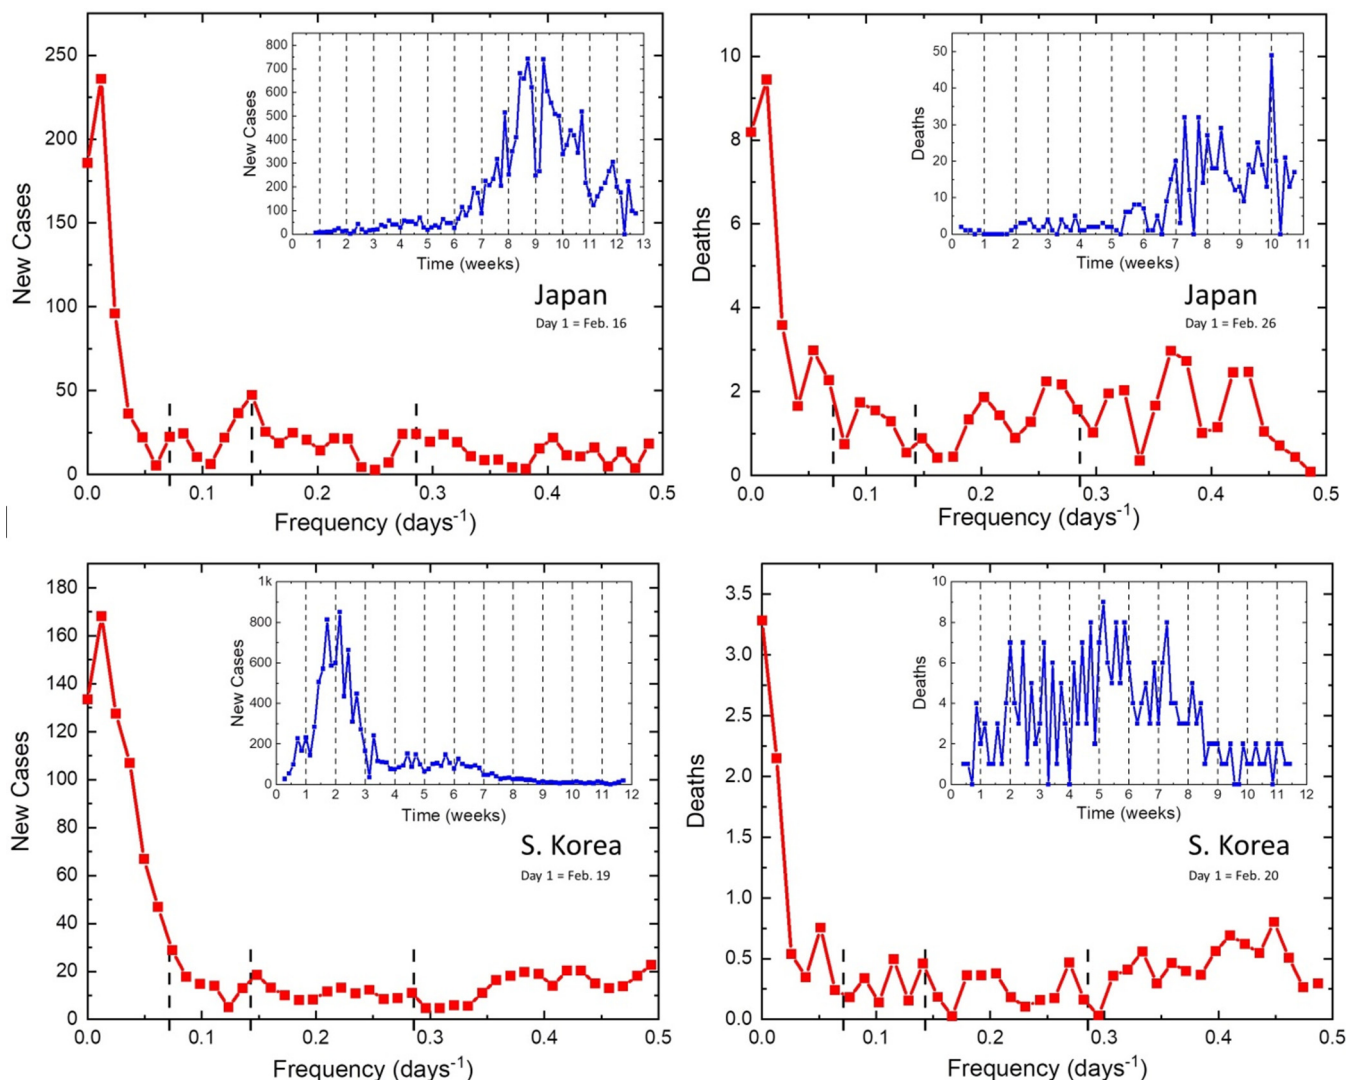 250
200
150
100
50
0
New Cases
0.0 0.1 0.2 0.3 0.4 0.5
Frequency (days-1)
800
700
600
500
400
300
200
100
0
New Cases
0 1 2 3 4 5 6 7 8 9 10 11 12 13
Time (weeks)
Japan
Day 1 = Feb. 16
10
8
6
4
2
0
Deaths
0.0 0.1 0.2 0.3 0.4 0.5
Frequency (days-1)
50
40
30
20
10
0
Deaths
0 1 2 3 4 5 6 7 8 9 10 11
Time (weeks)
Japan
Day 1 = Feb. 26
180
160
140
120
100
80
60
40
20
0
New Cases
0.0 0.1 0.2 0.3 0.4 0.5
Frequency (days-1)
1k
800
600
400
200
0
New Cases
0 1 2 3 4 5 6 7 8 9 10 11 12
Time (weeks)
S. Korea
Day 1 = Feb. 19
3.5
3.0
2.5
2.0
1.5
1.0
0.5
0.0
Deaths
0.0 0.1 0.2 0.3 0.4 0.5
Frequency (days-1)
10
8
6
4
2
0
Deaths
0 1 2 3 4 5 6 7 8 9 10 11 12
Time (weeks)
S. Korea
Day 1 = Feb. 20